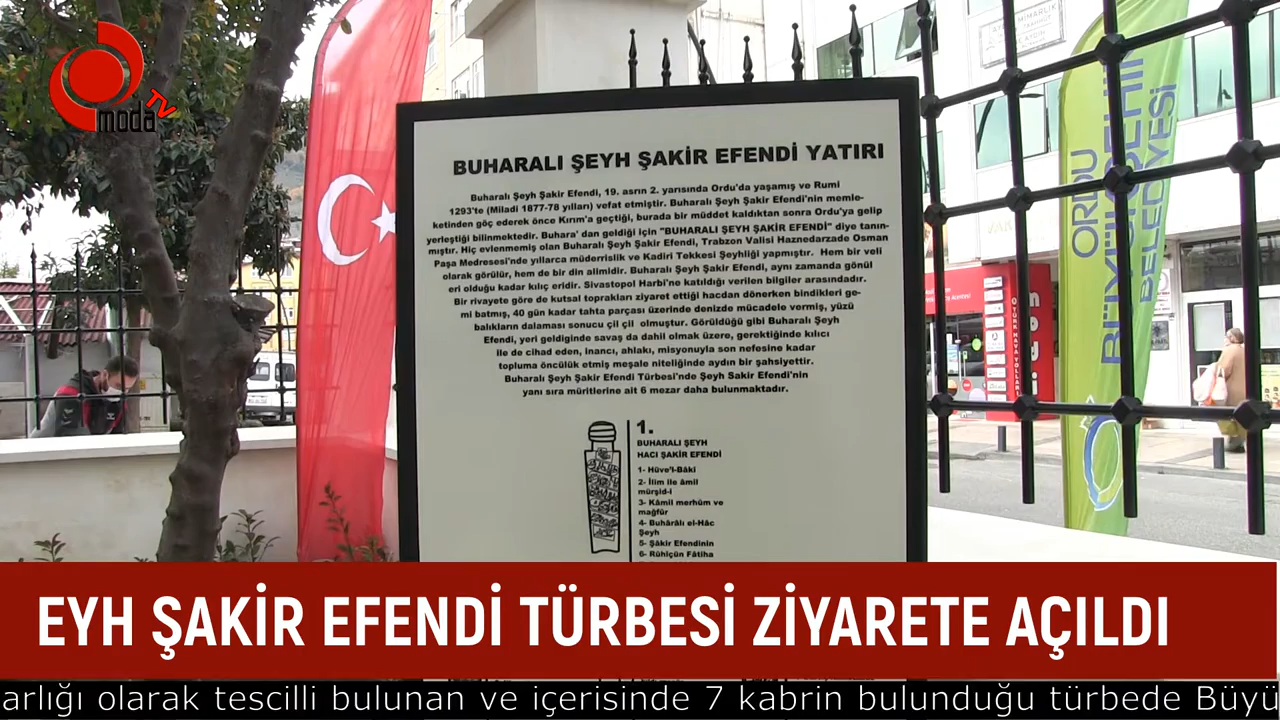 moda TV
BUHARALI ŞEYH ŞAKİR EFENDİ YATIRI
Buharalı Şeyh Şakir Efendi, 19. asrın 2. yarısında Ordu'da yaşamış ve Rumi
1293'te (Miladi 1877-78 yılları) vefat etmiştir. Buharalı Şeyh Şakir Efendi'nin memle-
ketinden göç ederek önce Kırım'a geçtiği, burada bir müddet kaldıktan sonra Ordu'ya gelip
yerleştiği bilinmektedir. Buhara' dan geldiği için "BUHARALI ŞEYH ŞAKİR EFENDİ" diye tanın-
mıştır. Hiç evlenmemiş olan Buharalı Şeyh Şakir Efendi, Trabzon Valisi Haznedarzade Osman
Paşa Medresesi'nde yıllarca müderrislik ve Kadiri Tekkesi Şeyhliği yapmıştır. Hem bir veli
olarak görülür, hem de bir din alimidir. Buharalı Şeyh Şakir Efendi, aynı zamanda gönül
eri olduğu kadar kılıç eridir. Sivastopol Harbi'ne katıldığı verilen bilgiler arasındadır.
Bir rivayete göre de kutsal toprakları ziyaret ettiği hacdan dönerken bindikleri ge-
mi batmış, 40 gün kadar tahta parçası üzerinde denizde mücadele vermiş, yüzü
balıkların dalaması sonucu çil çil olmuştur. Görüldüğü gibi Buharalı Şeyh
Efendi, yeri geldiginde savaş da dahil olmak üzere, gerektiğinde kılıcı
ile de cihad eden, inancı, ahlakı, misyonuyla son nefesine kadar
topluma öncülük etmiş meşale niteliğinde aydın bir şahsiyettir.
Buharalı Şeyh Şakir Efendi Türbesi'nde Şeyh Sakir Efendi'nin
yanı sıra müritlerine ait 6 mezar daha bulunmaktadır.
1.
BUHARALI ŞEYH
HACI ŞAKİR EFENDİ
1- Hüve'l-Bâki
2- İlim ile âmil
mürşid-i
3- Kâmil merhûm ve
mağfûr
4- Buhârâlı el-Hâc
Şeyh
5- Şâkir Efendinin
6- Rûhiçün Fâtiha
ORDU
BÜYÜKŞEHİR
BELEDİYESİ
TÜRK HAVA YOLLARI
EYH ŞAKİR EFENDİ TÜRBESİ ZİYARETE AÇILDI
arlığı olarak tescilli bulunan ve içerisinde 7 kabrin bulunduğu türbede Büyü